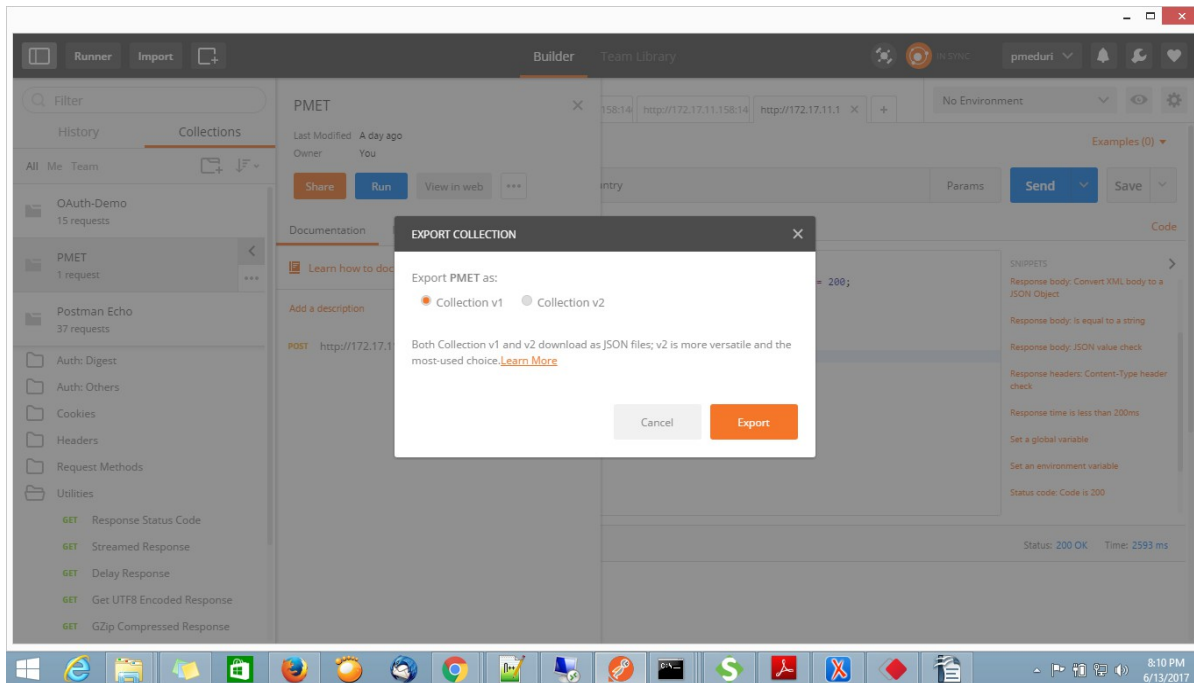 Runner Import Builder Team Library IN SYNC pmeduri
Filter
History Collections
All Me Team
OAuth-Demo
15 requests
PMET
1 request
Postman Echo
37 requests
Auth: Digest
Auth: Others
Cookies
Headers
Request Methods
Utilities
GET Response Status Code
GET Streamed Response
GET Delay Response
GET Get UTF8 Encoded Response
GET GZip Compressed Response
PMET
Last Modified A day ago
Owner You
Share Run View in web
Documentation
Learn how to doc
Add a description
POST http://172.17.1
158:14 http://172.17.11.158:14 http://172.17.11.1 +
No Environment
Examples (0)
ntry Params Send Save
Code
= 200;
SNIPPETS
Response body: Convert XML body to a
JSON Object
Response body: is equal to a string
Response body: JSON value check
Response headers: Content-Type header
check
Response time is less than 200ms
Set a global variable
Set an environment variable
Status code: Code is 200
Status: 200 OK Time: 2593 ms
EXPORT COLLECTION
Export PMET as:
Collection v1 Collection v2
Both Collection v1 and v2 download as JSON files; v2 is more versatile and the
most-used choice.Learn More
Cancel Export
8:10 PM
6/13/2017